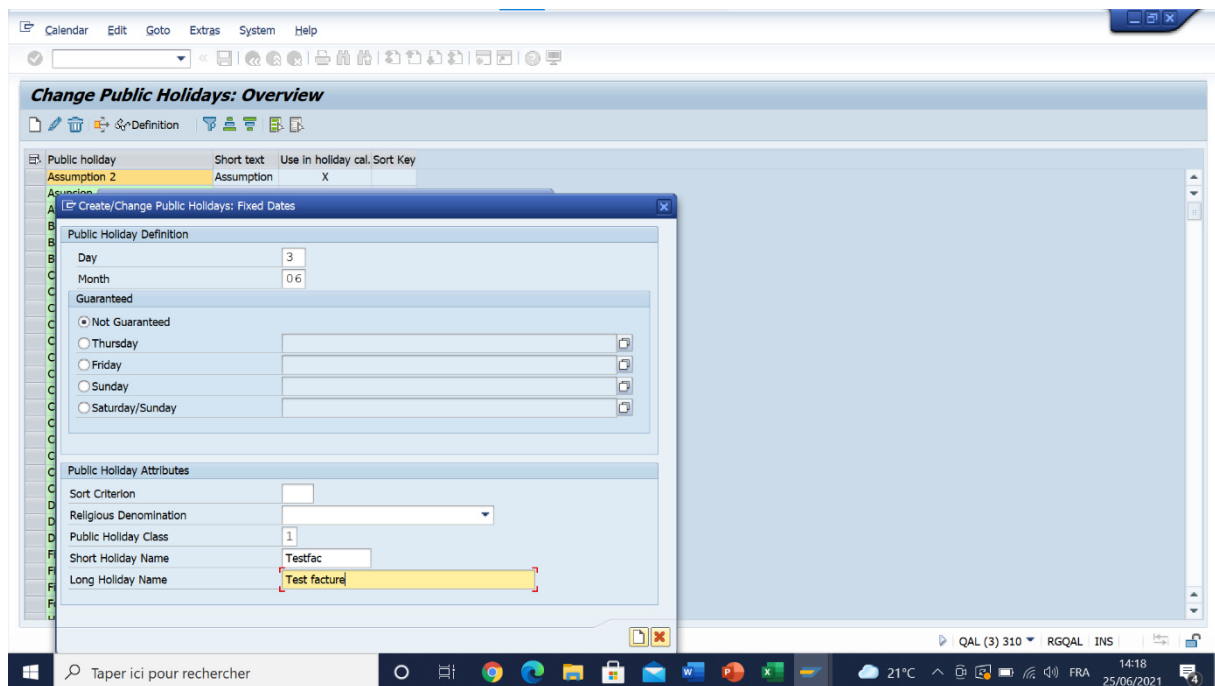 Calendar Edit Goto Extras System Help
Change Public Holidays: Overview
Definition
Public holiday Short text Use in holiday cal. Sort Key
Assumption 2 Assumption X
Create/Change Public Holidays: Fixed Dates
Public Holiday Definition
Day 3
Month 06
Guaranteed
Not Guaranteed
Thursday
Friday
Sunday
Saturday/Sunday
Public Holiday Attributes
Sort Criterion
Religious Denomination
Public Holiday Class 1
Short Holiday Name Testfac
Long Holiday Name Test facture
QAL (3) 310 RGQAL INS
Taper ici pour rechercher 21°C FRA 14:18
25/06/2021